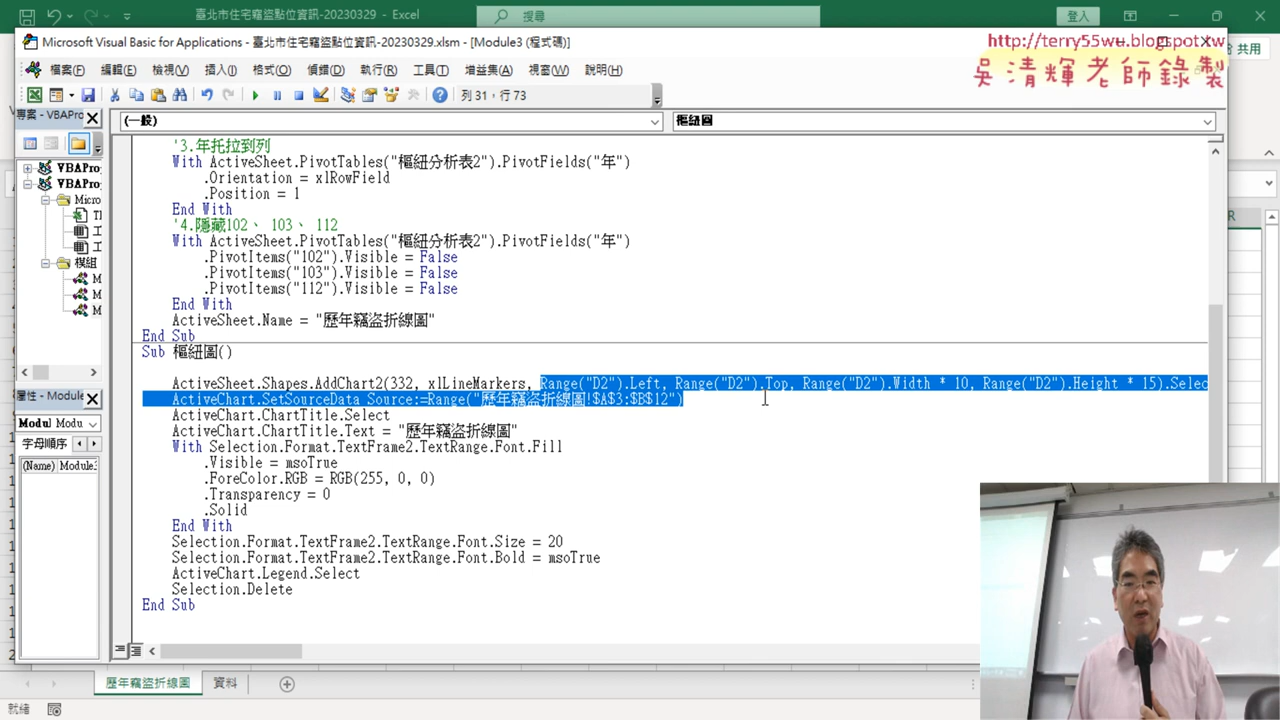 臺北市住宅竊盜點位資訊-20230329 - Excel
搜尋
登入
Microsoft Visual Basic for Applications - 臺北市住宅竊盜點位資訊-20230329.xlsm - [Module3 (程式碼)]
http://terry55wu.blogspot.tw
共用
吳清輝老師錄製
檔案(F) 編輯(E) 檢視(V) 插入(I) 格式(O) 偵錯(D) 執行(R) 工具(T) 增益集(A) 視窗(W) 說明(H)
列 31，行 73
專案 - VBAPro
(一般)
樞紐圖
VBAPro
VBAPro
Micro
模組
'3.年托拉到列
With ActiveSheet.PivotTables("樞紐分析表2").PivotFields("年")
.Orientation = xlRowField
.Position = 1
End With
'4.隱藏102、 103、 112
With ActiveSheet.PivotTables("樞紐分析表2").PivotFields("年")
.PivotItems("102").Visible = False
.PivotItems("103").Visible = False
.PivotItems("112").Visible = False
End With
ActiveSheet.Name = "歷年竊盜折線圖"
End Sub
Sub 樞紐圖()
ActiveSheet.Shapes.AddChart2(332, xlLineMarkers, Range("D2").Left, Range("D2").Top, Range("D2").Width * 10, Range("D2").Height * 15).Selec
ActiveChart.SetSourceData Source:=Range("歷年竊盜折線圖!$A$3:$B$12")
ActiveChart.ChartTitle.Select
ActiveChart.ChartTitle.Text = "歷年竊盜折線圖"
With Selection.Format.TextFrame2.TextRange.Font.Fill
.Visible = msoTrue
.ForeColor.RGB = RGB(255, 0, 0)
.Transparency = 0
.Solid
End With
Selection.Format.TextFrame2.TextRange.Font.Size = 20
Selection.Format.TextFrame2.TextRange.Font.Bold = msoTrue
ActiveChart.Legend.Select
Selection.Delete
End Sub
屬性 - Modul
Modul Modu
字母順序
(Name) Module
歷年竊盜折線圖
資料
就緒